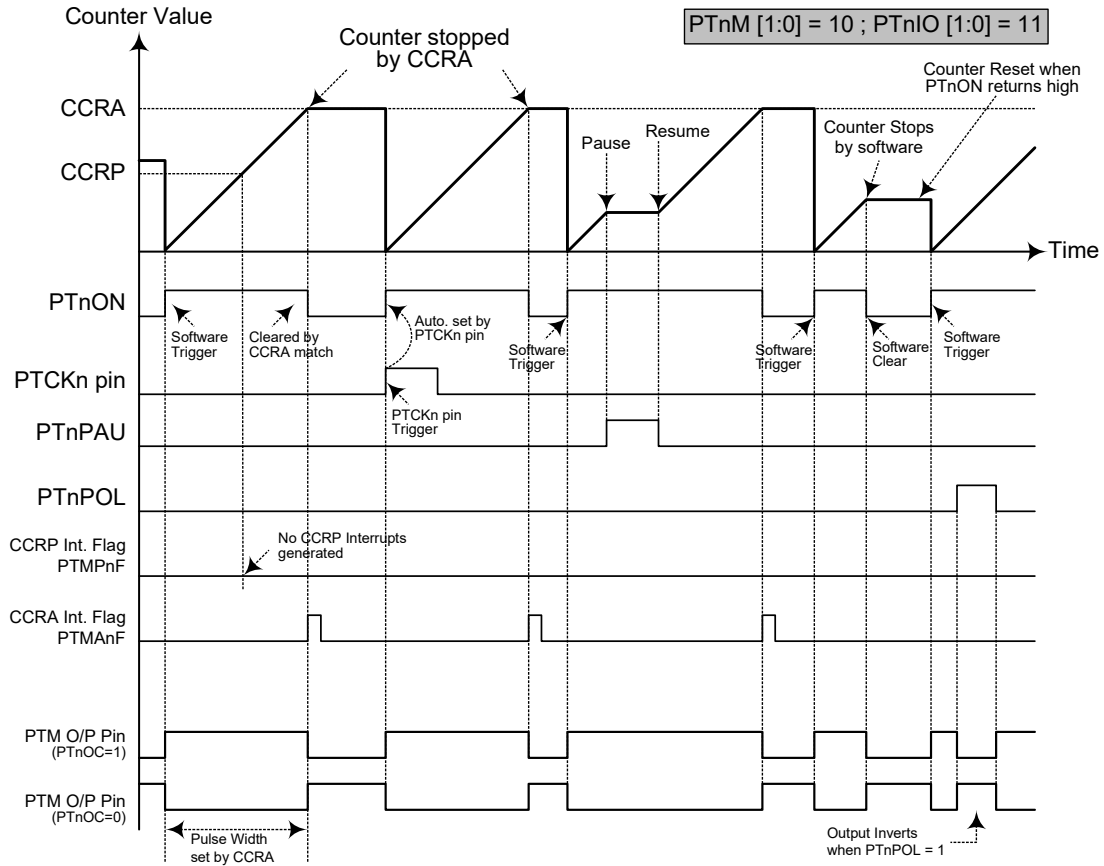 Counter Value
PTnM [1:0] = 10 ; PTnIO [1:0] = 11
Counter stopped
by CCRA
Counter Reset when
PTnON returns high
CCRA
CCRP
Pause
Resume
Counter Stops
by software
Time
PTnON
Software
Trigger
Cleared by
CCRA match
Auto. set by
PTCKn pin
Software
Trigger
Software
Trigger
Software
Clear
Software
Trigger
PTCKn pin
PTCKn pin
Trigger
PTnPAU
PTnPOL
CCRP Int. Flag
PTMPnF
No CCRP Interrupts
generated
CCRA Int. Flag
PTMAnF
PTM O/P Pin
(PTnOC=1)
PTM O/P Pin
(PTnOC=0)
Pulse Width
set by CCRA
Output Inverts
when PTnPOL = 1